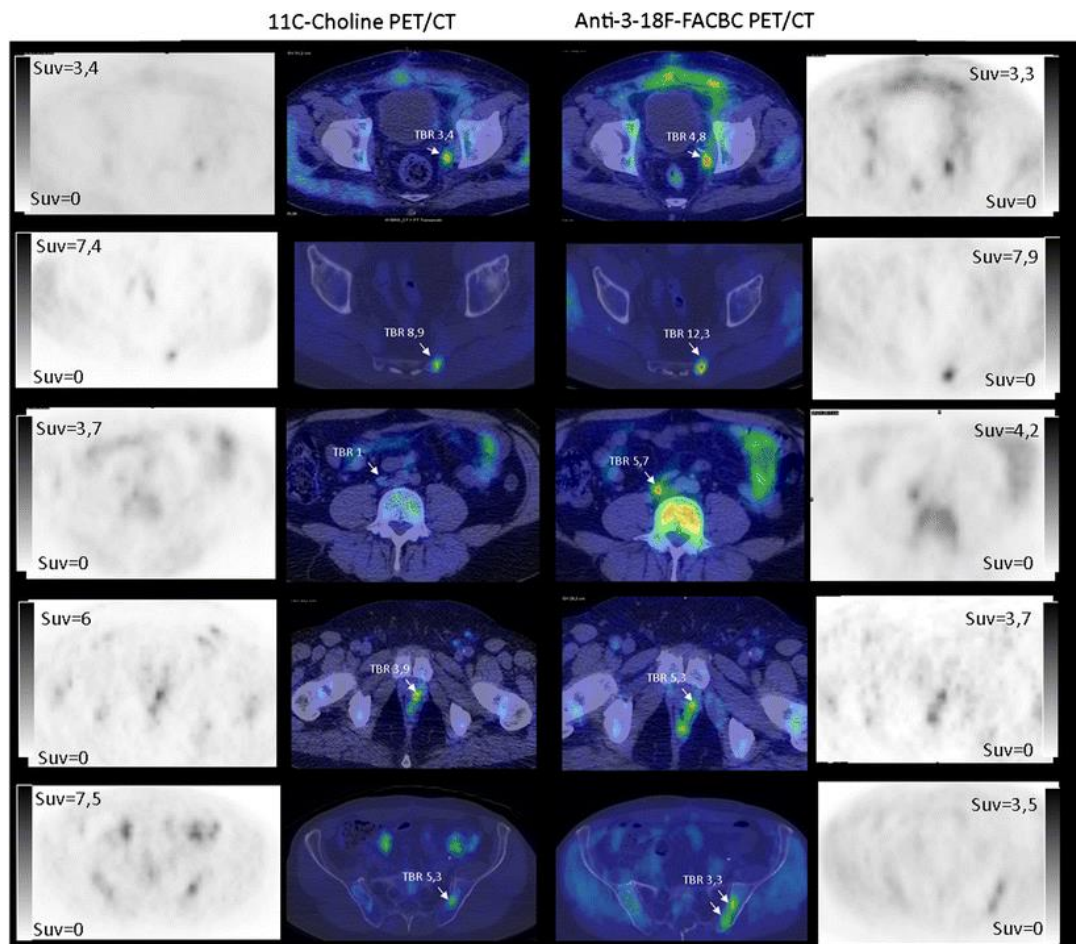 11C-Choline PET/CT
Anti-3-18F-FACBC PET/CT
Suv=3,4
Suv=0
TBR 3,4
TBR 4,8
Suv=3,3
Suv=0
Suv=7,4
Suv=0
TBR 8,9
TBR 12,3
Suv=7,9
Suv=0
Suv=3,7
Suv=0
TBR 1
TBR 5,7
Suv=4,2
Suv=0
Suv=6
Suv=0
TBR 3,9
TBR 5,3
Suv=3,7
Suv=0
Suv=7,5
Suv=0
TBR 5,3
TBR 3,3
Suv=3,5
Suv=0